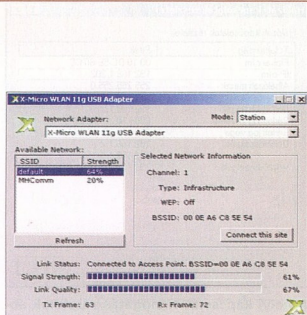 X-Micro WLAN 11g USB Adapter
Network Adapter:
Mode: Station
X-Micro WLAN 11g USB Adapter
Available Network:
SSID Strength
default 64%
MHComm 20%
Refresh
Selected Network Information
Channel: 1
Type: Infrastructure
WEP: Off
BSSID: 00 0E A6 C8 5E 54
Connect this site
Link Status: Connected to Access Point. BSSID=00 0E A6 C8 5E 54
Signal Strength: 61%
Link Quality: 67%
Tx Frame: 63 Rx Frame: 72